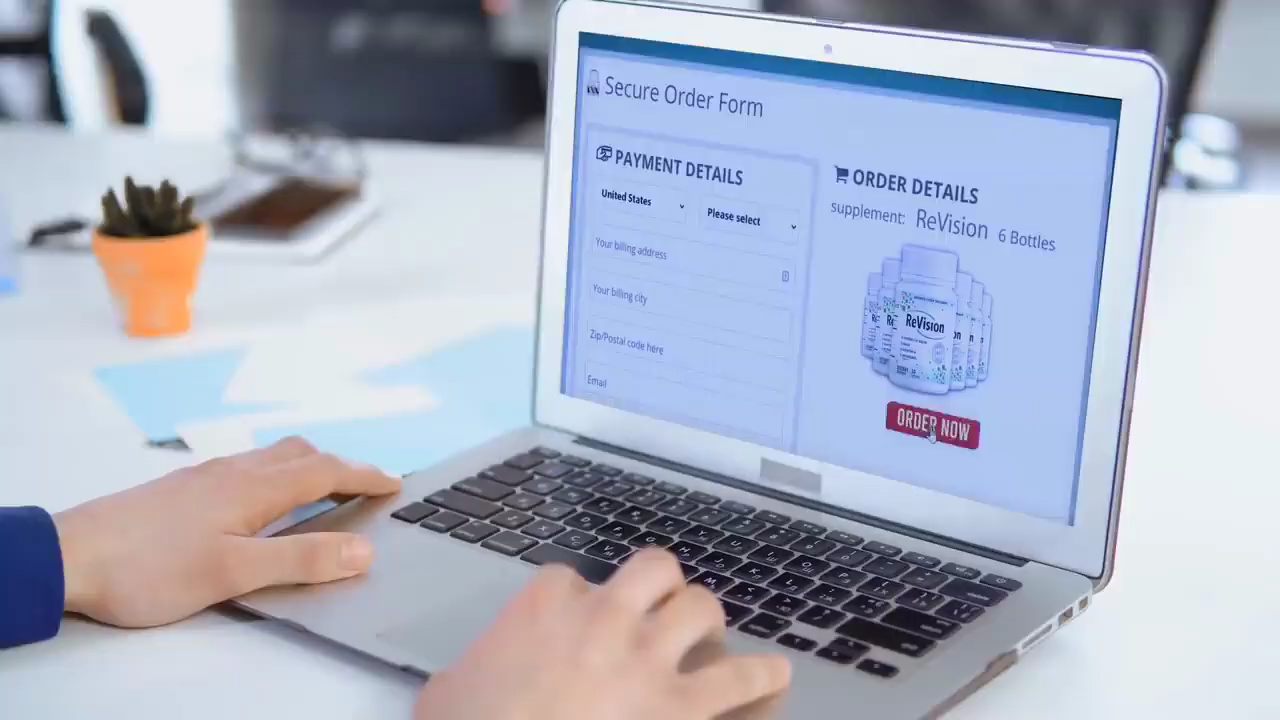 Secure Order Form
PAYMENT DETAILS
United States
Please select
Your billing address
Your billing city
Zip/Postal code here
Email
ORDER DETAILS
supplement: ReVision 6 Bottles
ReVision
ORDER NOW